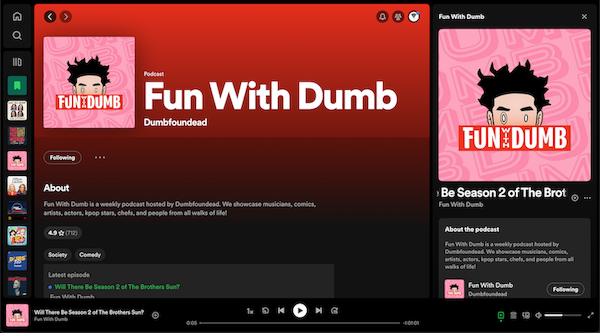 Podcast
Fun With Dumb
Dumbfoundead
FUN WITH DUMB
Following
About
Fun With Dumb is a weekly podcast hosted by Dumbfoundead. We showcase musicians, comics,
artists, actors, kpop stars, chefs, and people from all walks of life!
4.9 (712)
Society
Comedy
Latest episode
Will There Be Season 2 of The Brothers Sun?
Fun With Dumb
Fun With Dumb
FUN WITH DUMB
Be Season 2 of The Brot
Fun With Dumb
About the podcast
Fun With Dumb is a weekly podcast hosted by
Dumbfoundead. We showcase musicians, comics,
artists, actors, kpop stars, chefs, and people from
all walks of life!
Fun With Dumb
Following
Will There Be Season 2 of The Brothers Sun?
Fun With Dumb
1x
15
15
0:05
-1:01:01